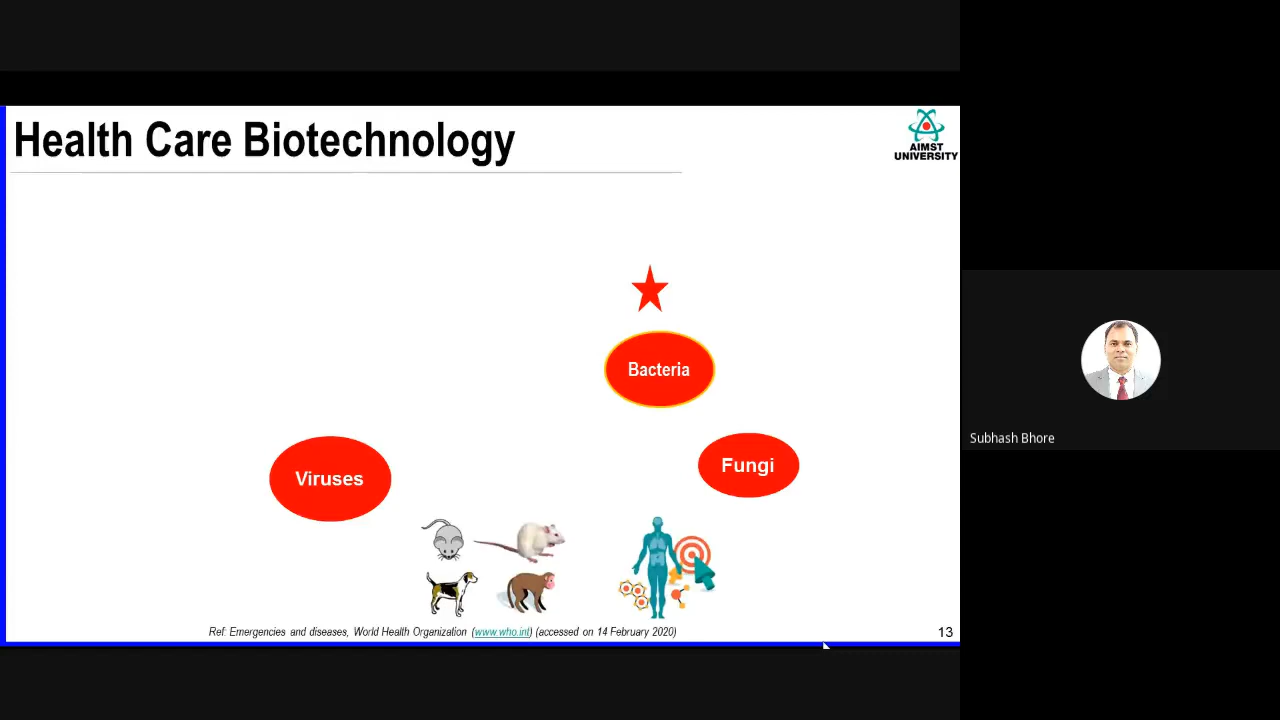 Health Care Biotechnology
AIMST
UNIVERSITY
Bacteria
Fungi
Viruses
Subhash Bhore
Ref: Emergencies and diseases, World Health Organization (www.who.int) (accessed on 14 February 2020)
13